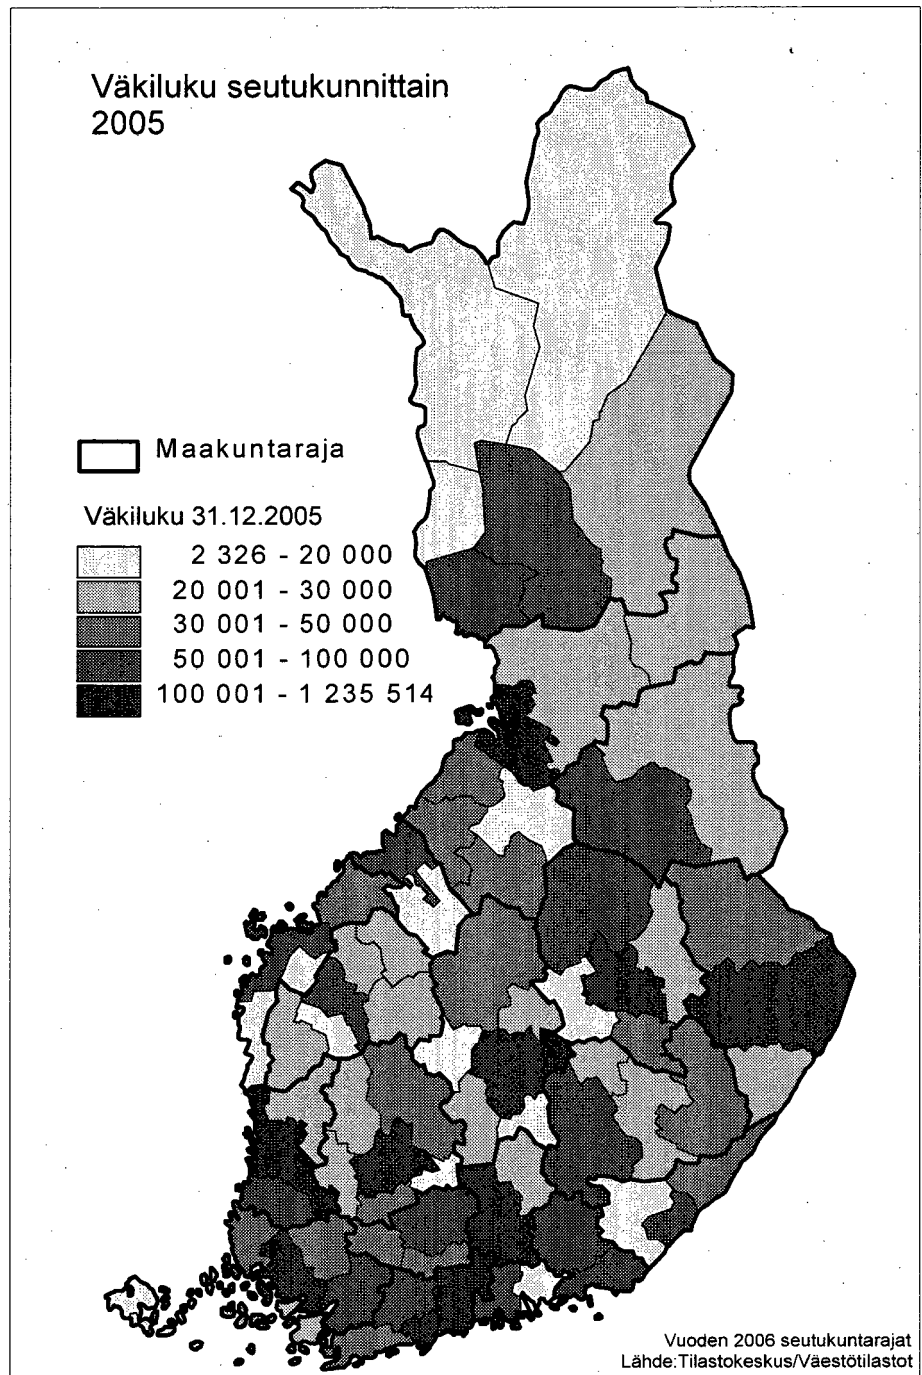 Väkiluku seutukunnittain
2005
Maakuntaraja
Väkiluku 31.12.2005
2 326 - 20 000
20 001 - 30 000
30 001 - 50 000
50 001 - 100 000
100 001 - 1 235 514
Vuoden 2006 seutukuntarajat
Lähde:Tilastokeskus/Väestötilastot